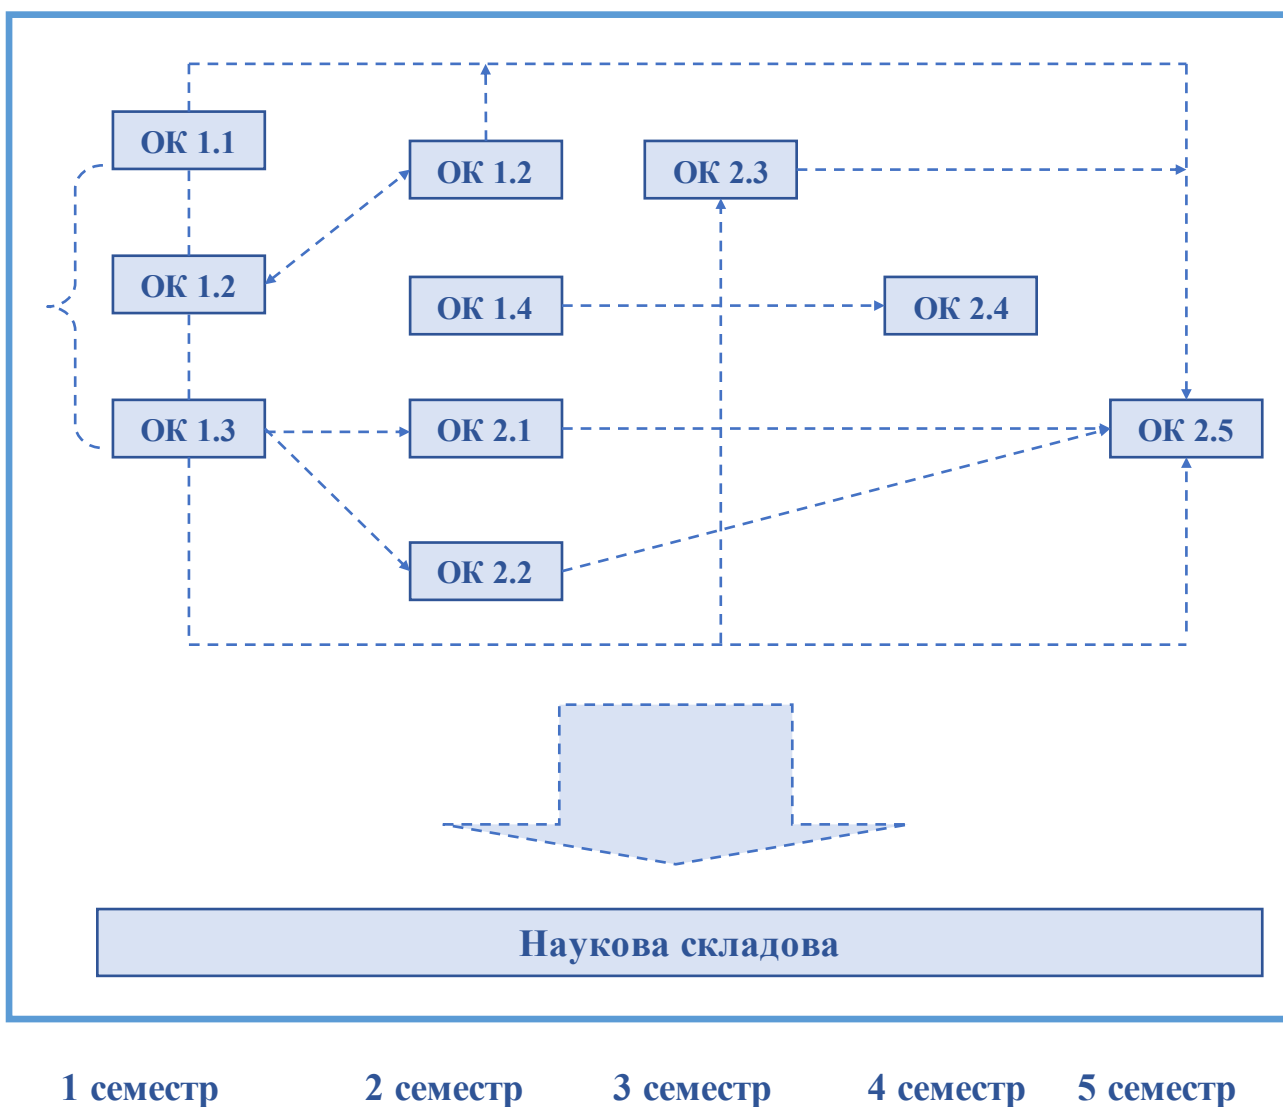 ОК 1.1
ОК 1.2
ОК 2.3
ОК 1.2
ОК 1.4
ОК 2.4
ОК 1.3
ОК 2.1
ОК 2.5
ОК 2.2
Наукова складова
1 семестр 2 семестр 3 семестр 4 семестр 5 семестр